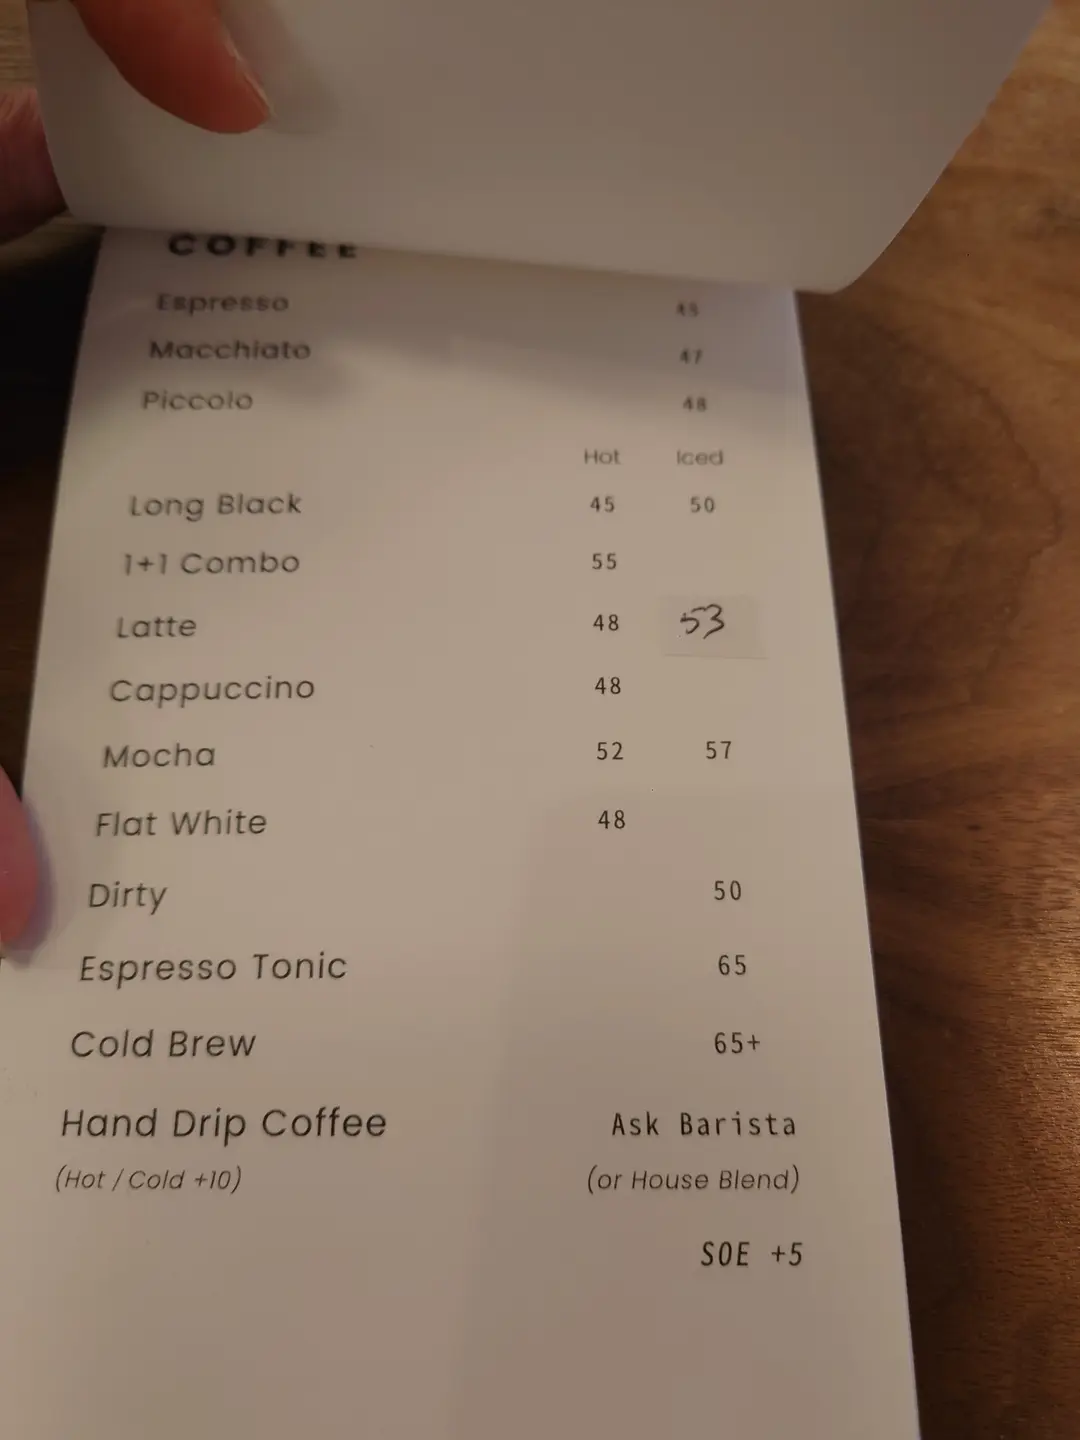 COFFEE
Espresso 45
Macchiato 47
Piccolo 48
Hot Iced
Long Black 45 50
1+1 Combo 55
Latte 48 53
Cappuccino 48
Mocha 52 57
Flat White 48
Dirty 50
Espresso Tonic 65
Cold Brew 65+
Hand Drip Coffee Ask Barista
(Hot / Cold +10) (or House Blend)
SOE +5